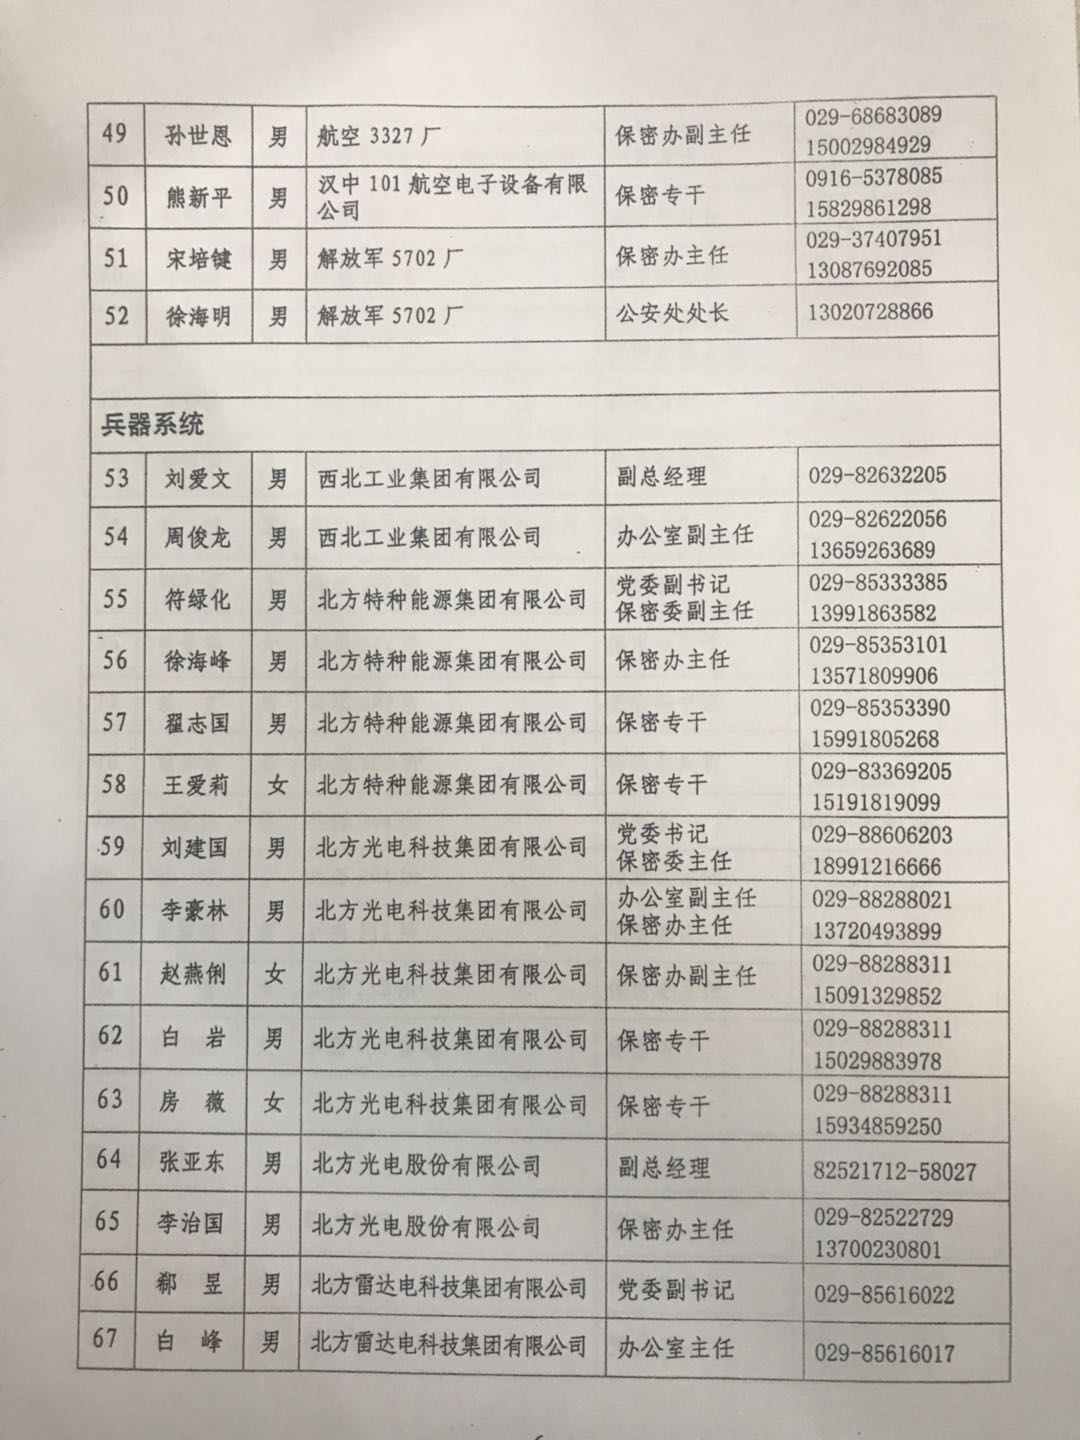 49 孙世恩 男 航空 3327 厂 保密办副主任 029-68683089
15002984929
50 熊新平 男 汉中 101 航空电子设备有限公司 保密专干 0916-5378085
15829861298
51 宋培键 男 解放军 5702 厂 保密办主任 029-37407951
13087692085
52 徐海明 男 解放军 5702 厂 公安处处长 13020728866
兵器系统
53 刘爱文 男 西北工业集团有限公司 副总经理 029-82632205
54 周俊龙 男 西北工业集团有限公司 办公室副主任 029-82622056
13659263689
55 符绿化 男 北方特种能源集团有限公司 党委副书记 029-85333385
保密委副主任 13991863582
56 徐海峰 男 北方特种能源集团有限公司 保密办主任 029-85353101
13571809906
57 翟志国 男 北方特种能源集团有限公司 保密专干 029-85353390
15991805268
58 王爱莉 女 北方特种能源集团有限公司 保密专干 029-83369205
15191819099
59 刘建国 男 北方光电科技集团有限公司 党委书记 029-88606203
保密委主任 18991216666
60 李豪林 男 北方光电科技集团有限公司 办公室副主任 029-88288021
保密办主任 13720493899
61 赵燕俐 女 北方光电科技集团有限公司 保密办副主任 029-88288311
15091329852
62 白 岩 男 北方光电科技集团有限公司 保密专干 029-88288311
15029883978
63 房 薇 女 北方光电科技集团有限公司 保密专干 029-88288311
15934859250
64 张亚东 男 北方光电股份有限公司 副总经理 82521712-58027
65 李治国 男 北方光电股份有限公司 保密办主任 029-82522729
13700230801
66 郗 昱 男 北方雷达电科技集团有限公司 党委副书记 029-85616022
67 白 峰 男 北方雷达电科技集团有限公司 办公室主任 029-85616017